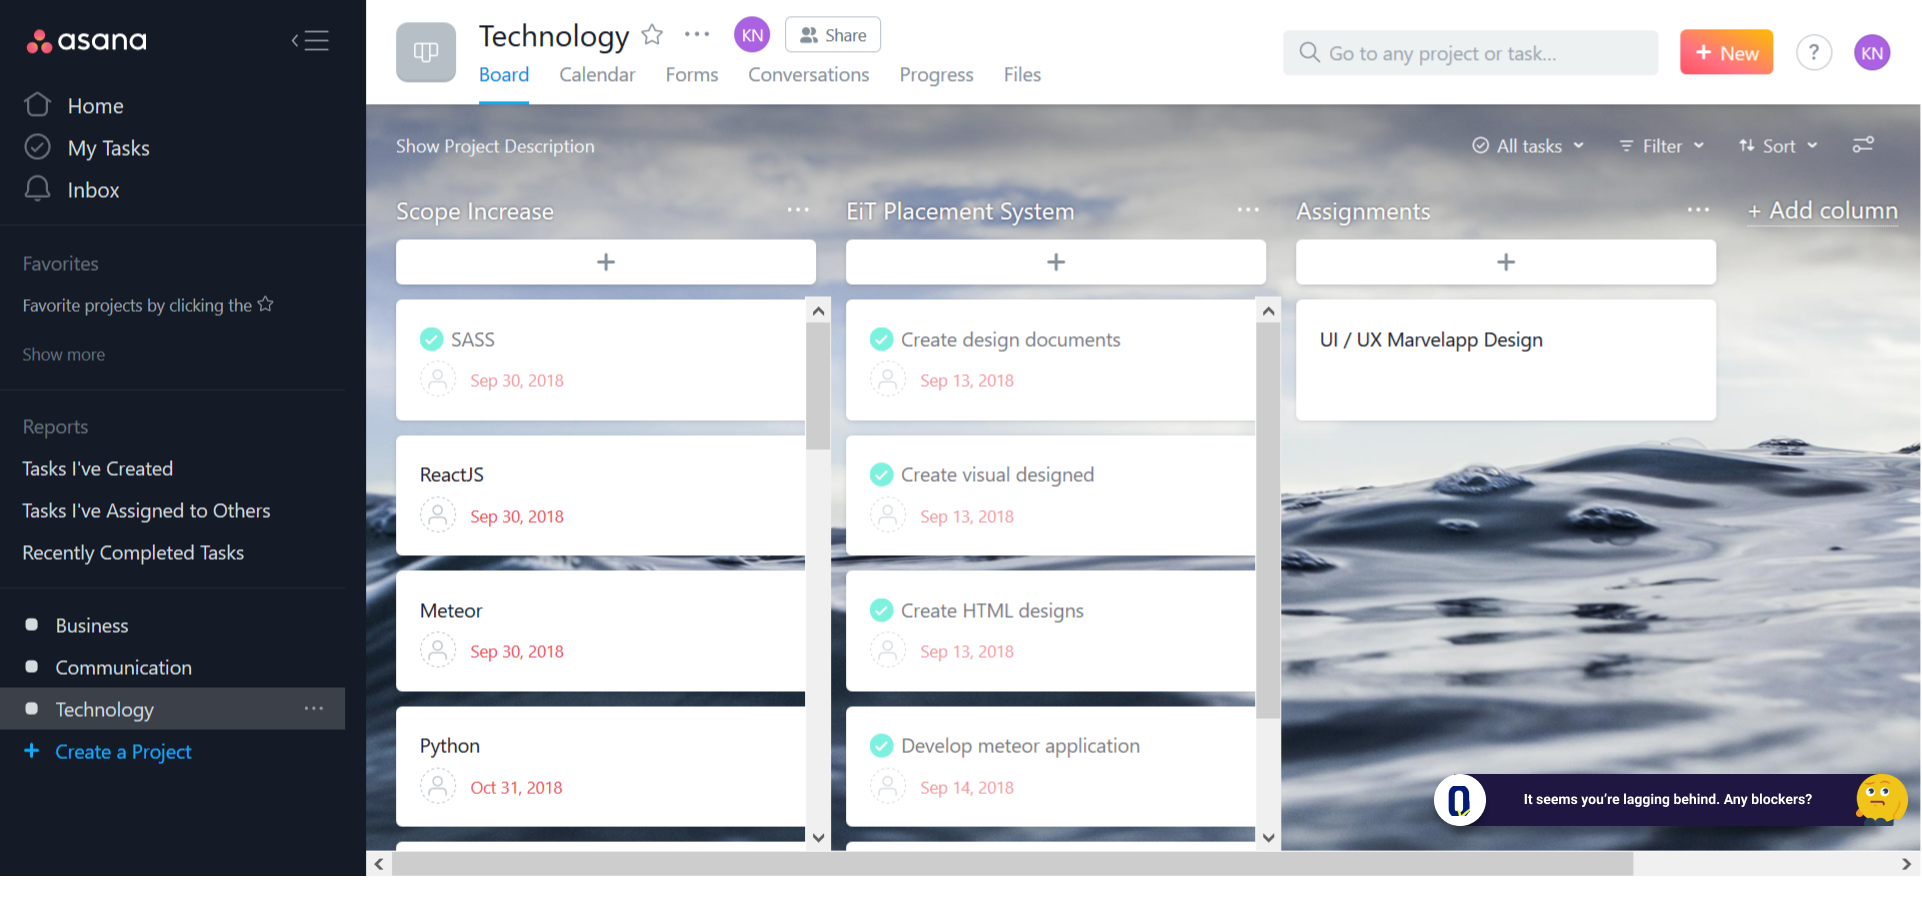 asana
Home
My Tasks
Inbox
Favorites
Favorite projects by clicking the
Show more
Reports
Tasks I've Created
Tasks I've Assigned to Others
Recently Completed Tasks
Business
Communication
Technology
+ Create a Project
Technology
KN
Share
Board
Calendar
Forms
Conversations
Progress
Files
Go to any project or task...
+ New
?
KN
Show Project Description
All tasks
Filter
Sort
Scope Increase
EiT Placement System
Assignments
+ Add column
+
+
+
SASS
Sep 30, 2018
ReactJS
Sep 30, 2018
Meteor
Sep 30, 2018
Python
Oct 31, 2018
Create design documents
Sep 13, 2018
Create visual designed
Sep 13, 2018
Create HTML designs
Sep 13, 2018
Develop meteor application
Sep 14, 2018
UI / UX Marvelapp Design
It seems you’re lagging behind. Any blockers?